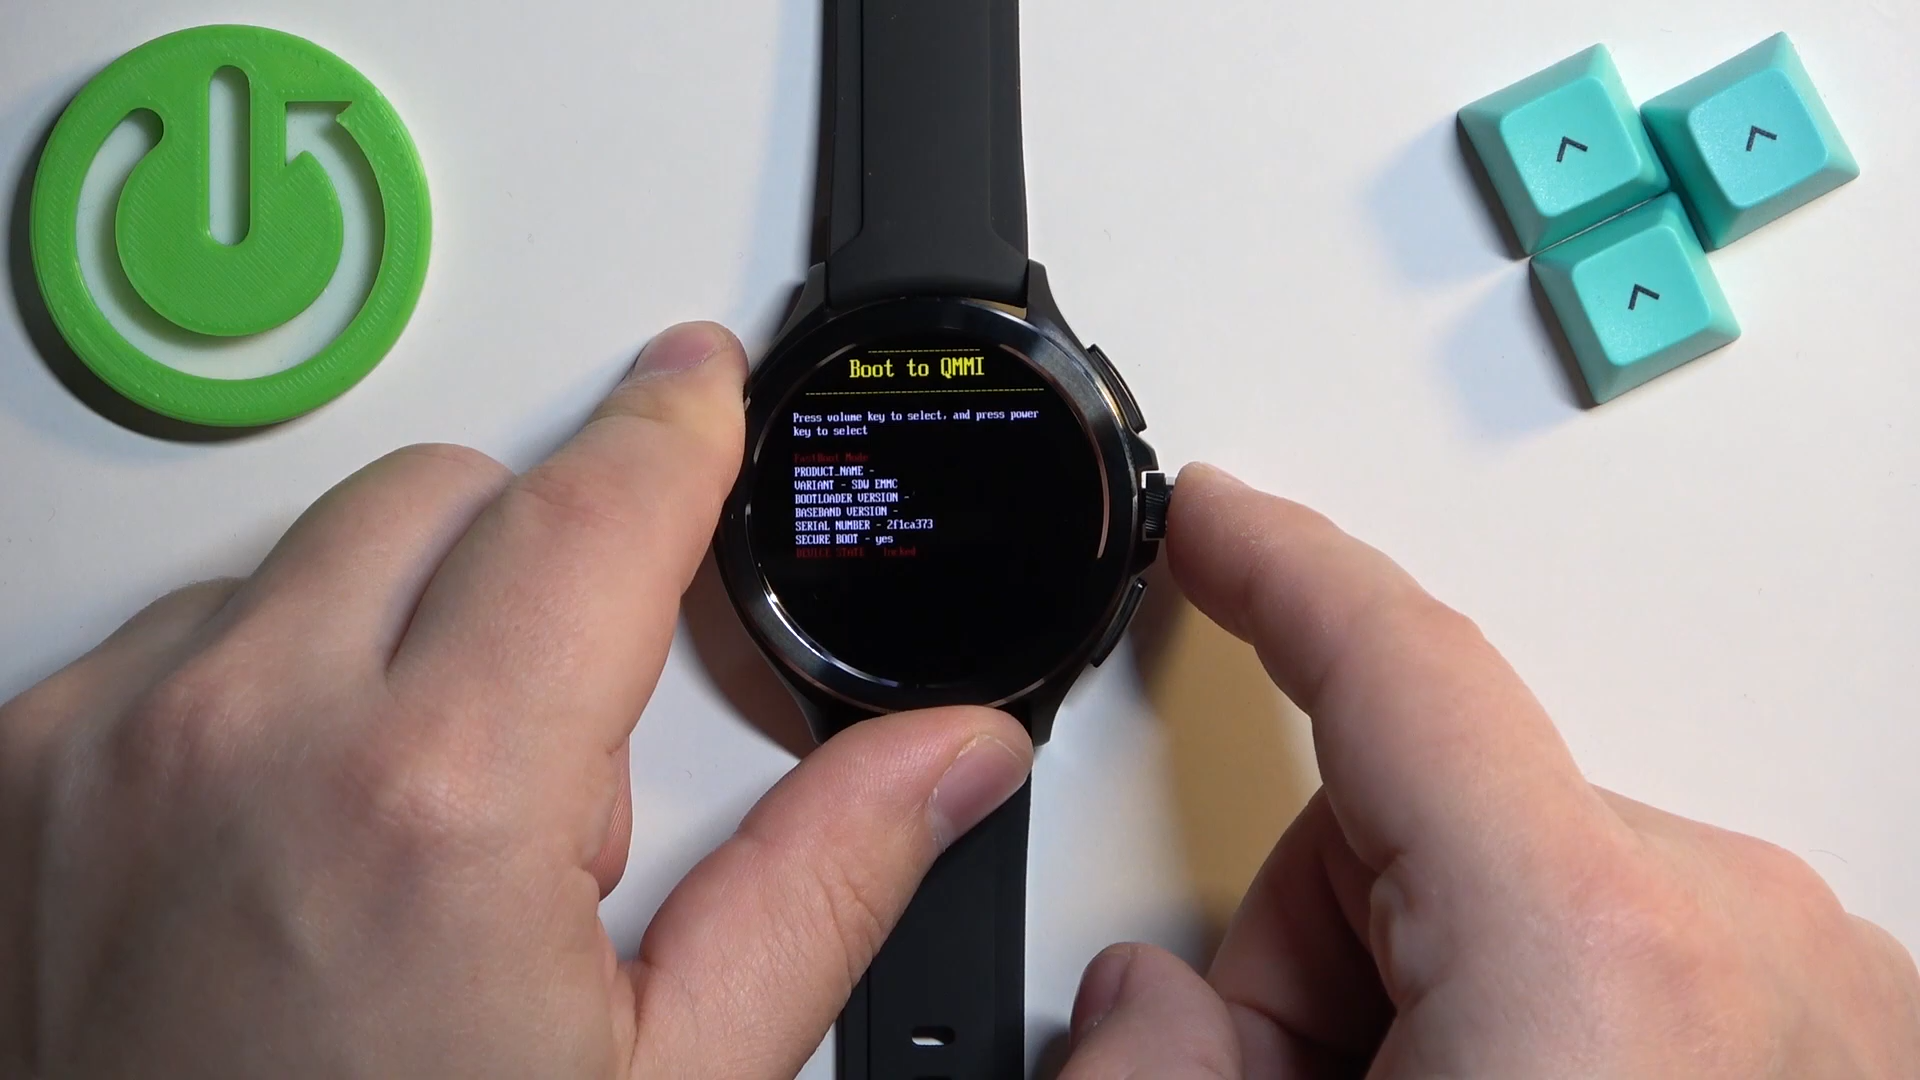 Boot to QMMI
Press volume key to select, and press power
key to select
FastBoot Mode
PRODUCT_NAME -
VARIANT - SDW EMMC
BOOTLOADER VERSION -
BASEBAND VERSION -
SERIAL NUMBER - 2f1ca373
SECURE BOOT - yes
DEVICE STATE - locked
^
^
^